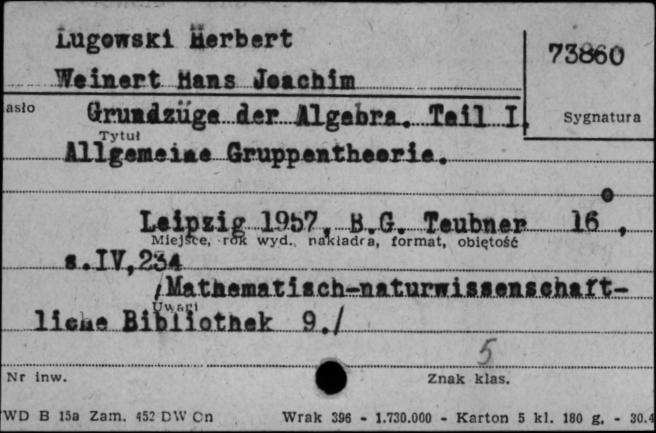 Lugowski Herbert
73860
Weinert Hans Joachim
asło
Grundzüge der Algebra. Teil I.
Sygnatura
Tytuł
Allgemeine Gruppentheorie.
Leipzig 1957, B.G. Teubner 16°,
Miejsce, rok wyd., nakładca, format, objętość
s.IV,234
/Mathematisch-naturwissenschaft-
Uwagi
liche Bibliothek 9./
5
Nr inw.
Znak klas.
WD B 15a Zam. 452 DW Cn Wrak 396 - 1.730.000 - Karton 5 kl. 180 g. - 30.4